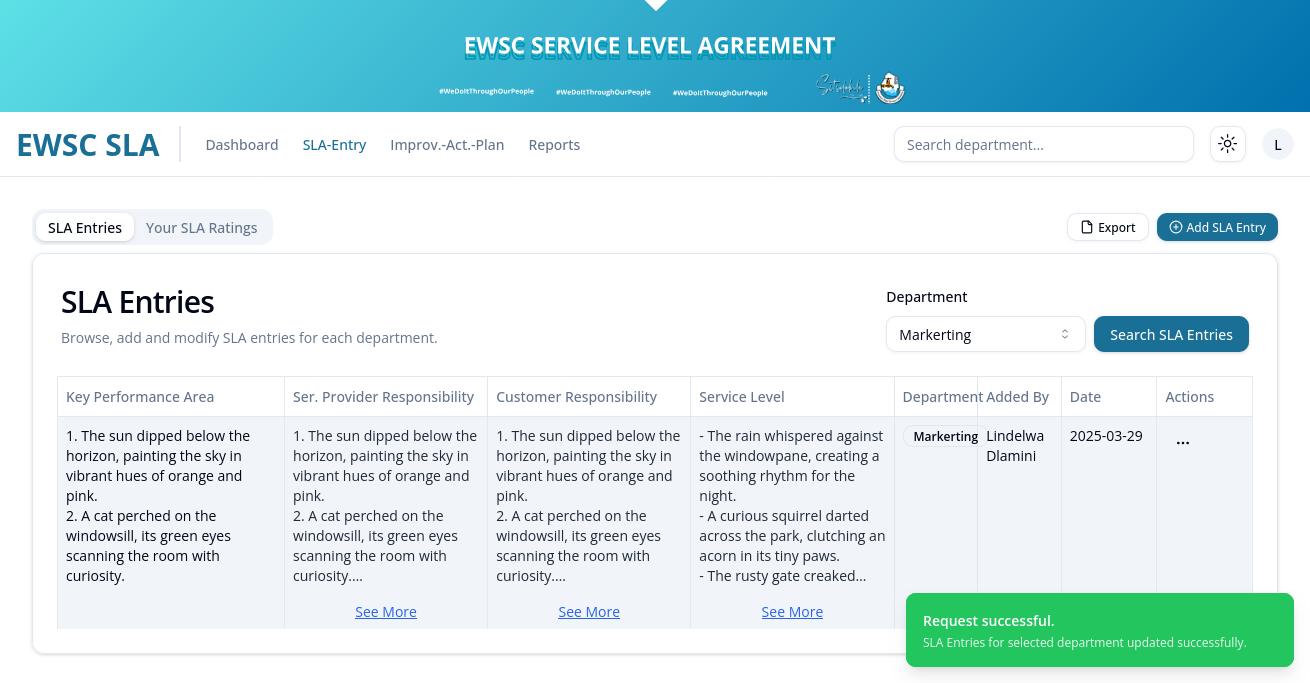 EWSC SERVICE LEVEL AGREEMENT
#WeDoItThroughOurPeople #WeDoItThroughOurPeople #WeDoItThroughOurPeople
EWSC SLA Dashboard SLA-Entry Improv.-Act.-Plan Reports Search department... L
SLA Entries Your SLA Ratings Export Add SLA Entry
SLA Entries
Browse, add and modify SLA entries for each department.
Department
Markerting Search SLA Entries
Key Performance Area Ser. Provider Responsibility Customer Responsibility Service Level Department Added By Date Actions
1. The sun dipped below the
horizon, painting the sky in
vibrant hues of orange and
pink.
2. A cat perched on the
windowsill, its green eyes
scanning the room with
curiosity.
1. The sun dipped below the
horizon, painting the sky in
vibrant hues of orange and
pink.
2. A cat perched on the
windowsill, its green eyes
scanning the room with
curiosity....
See More
1. The sun dipped below the
horizon, painting the sky in
vibrant hues of orange and
pink.
2. A cat perched on the
windowsill, its green eyes
scanning the room with
curiosity....
See More
- The rain whispered against
the windowpane, creating a
soothing rhythm for the
night.
- A curious squirrel darted
across the park, clutching an
acorn in its tiny paws.
- The rusty gate creaked...
See More
Markerting
Lindelwa
Dlamini
2025-03-29
...
Request successful.
SLA Entries for selected department updated successfully.